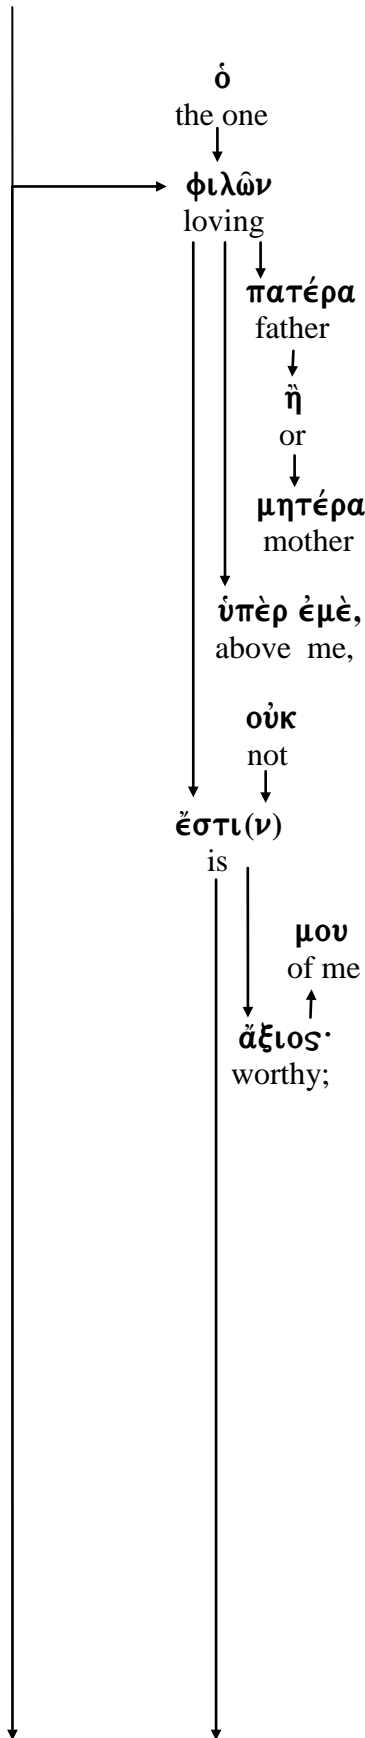 ὁ
the one
φιλῶν
loving
πατέρα
father
ἢ
or
μητέρα
mother
ὑπὲρ ἐμὲ,
above me,
οὐκ
not
ἔστι(ν)
is
μου
of me
ἄξιος·
worthy;